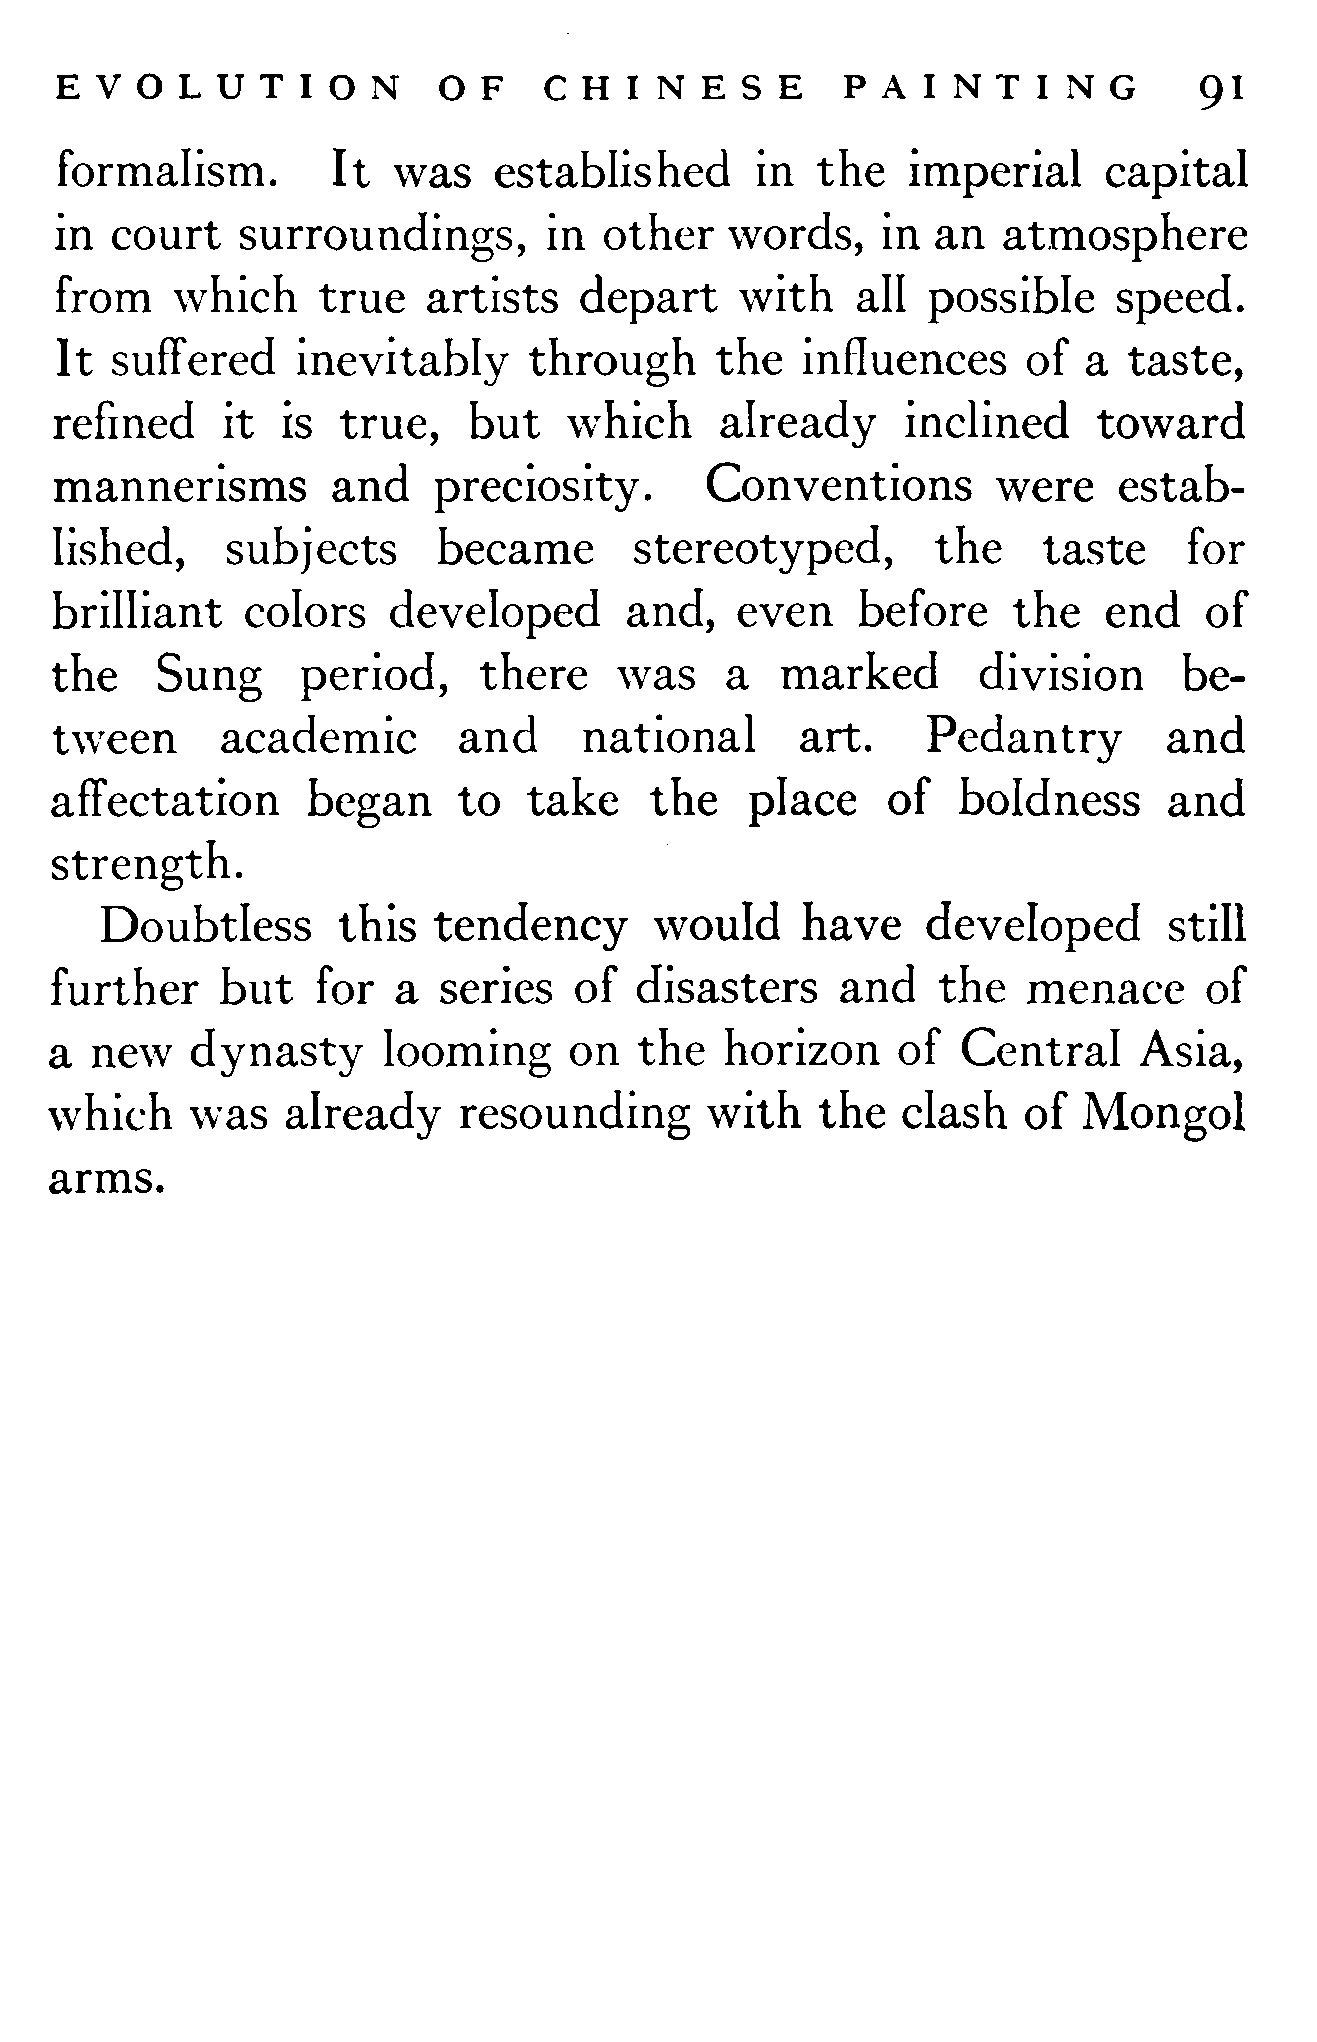 EVOLUTION OF CHINESE PAINTING 91
formalism. It was established in the imperial capital
in court surroundings, in other words, in an atmosphere
from which true artists depart with all possible speed.
It suffered inevitably through the influences of a taste,
refined it is true, but which already inclined toward
mannerisms and preciosity. Conventions were estab-
lished, subjects became stereotyped, the taste for
brilliant colors developed and, even before the end of
the Sung period, there was a marked division be-
tween academic and national art. Pedantry and
affectation began to take the place of boldness and
strength.
Doubtless this tendency would have developed still
further but for a series of disasters and the menace of
a new dynasty looming on the horizon of Central Asia,
which was already resounding with the clash of Mongol
arms.